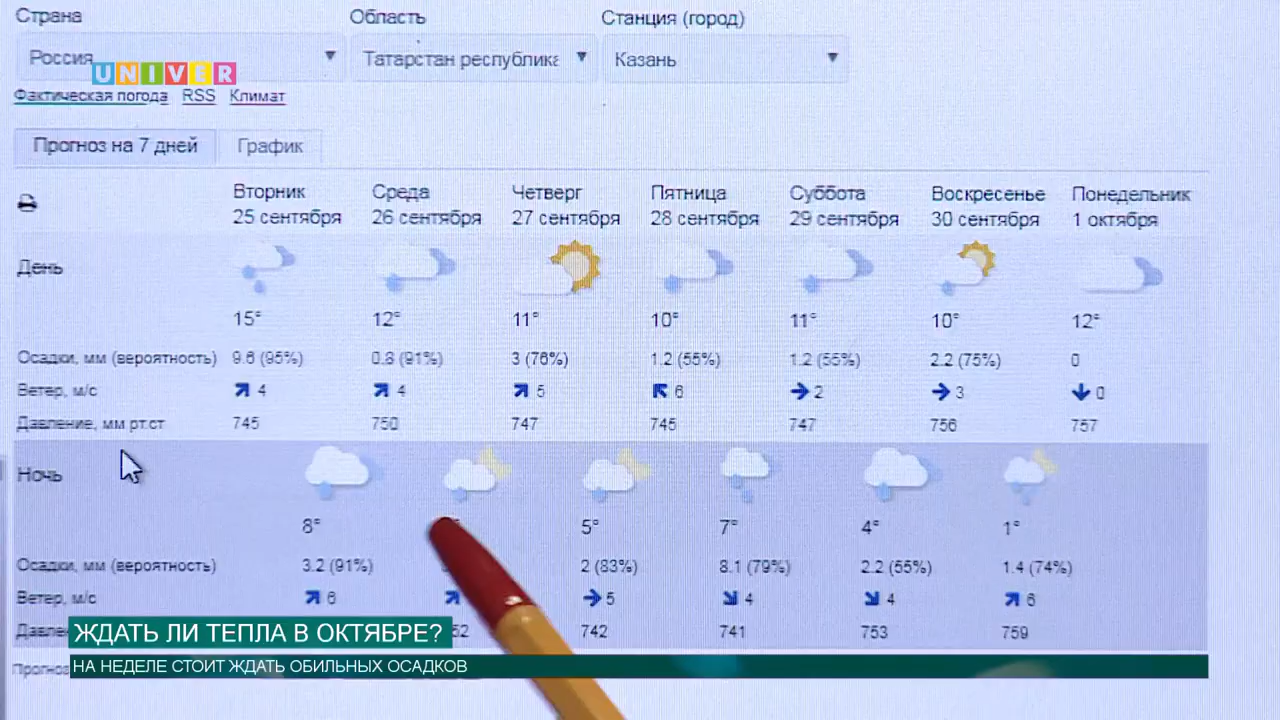 Страна Область Станция (город)
Россия Татарстан республика Казань
UNIVER
Фактическая погода RSS Климат
Прогноз на 7 дней График
Вторник Среда Четверг Пятница Суббота Воскресенье Понедельник
25 сентября 26 сентября 27 сентября 28 сентября 29 сентября 30 сентября 1 октября
День
15° 12° 11° 10° 11° 10° 12°
Осадки, мм (вероятность) 9.6 (95%) 0.8 (91%) 3 (76%) 1.2 (55%) 1.2 (55%) 2.2 (75%) 0
Ветер, м/с 4 4 5 6 2 3 0
Давление, мм рт.ст 745 750 747 745 747 756 757
Ночь
8° 5° 7° 4° 1°
Осадки, мм (вероятность) 3.2 (91%) 2 (83%) 8.1 (79%) 2.2 (55%) 1.4 (74%)
Ветер, м/с 6 5 4 4 6
742 741 753 759
ЖДАТЬ ЛИ ТЕПЛА В ОКТЯБРЕ?
Прогноз
НА НЕДЕЛЕ СТОИТ ЖДАТЬ ОБИЛЬНЫХ ОСАДКОВ